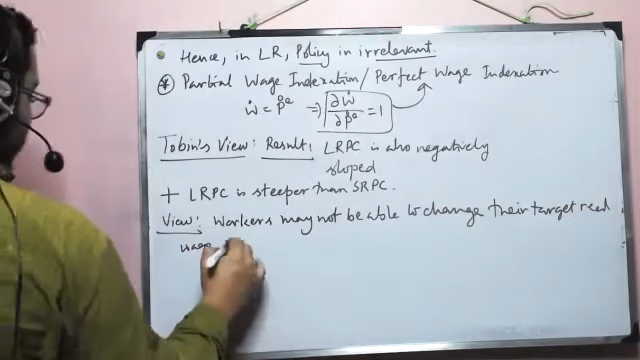 Hence, in LR, Policy in irrelevant.
* Partial Wage Indexation / Perfect Wage Indexation
ẇ = ṗᵉ ⇒ ∂ẇ/∂ṗᵉ = 1
Tobin's View: Result: LRPC is also negatively
sloped
+ LRPC is steeper than SRPC.
View: Workers may not be able to change their target real
wage